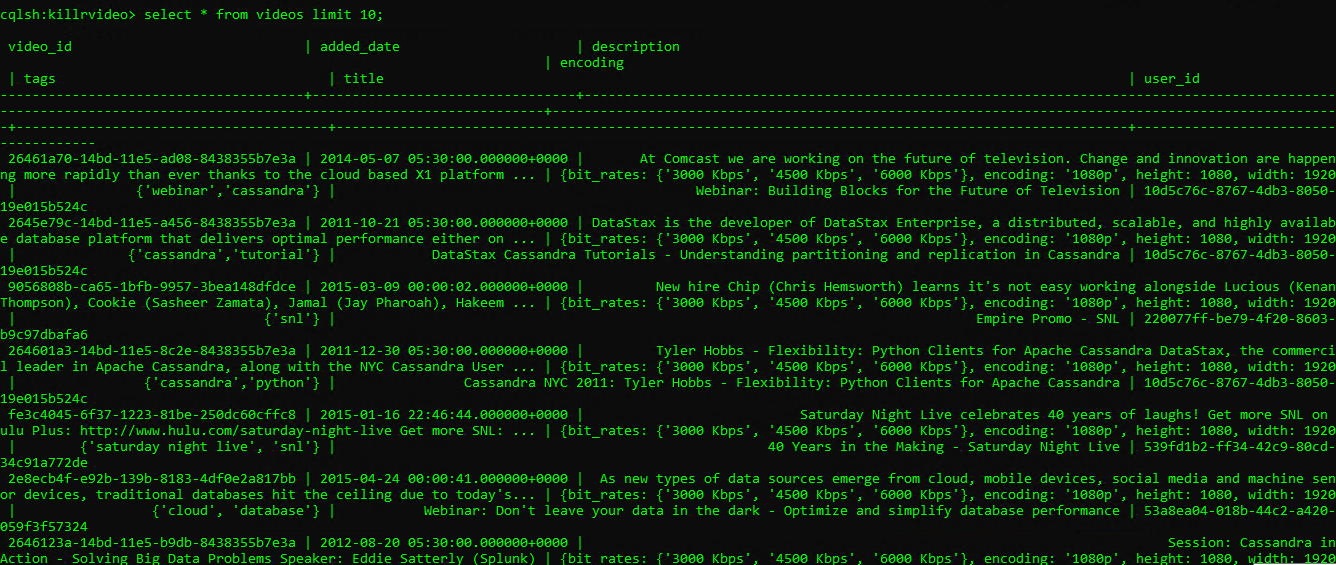 cqlsh:killrvideo> select * from videos limit 10;
video_id | added_date | description
| encoding
| tags | title | user_id
--------------------------------------+---------------------------------+----------------------------------------------------------------------------------------------
--------------------------------------------------------------------+--------------------------------------------------------------------------------------------------
-+---------------------------------------+---------------------------------------------------------------------------------------------------+-------------------------
------------
26461a70-14bd-11e5-ad08-8438355b7e3a | 2014-05-07 05:30:00.000000+0000 | At Comcast we are working on the future of television. Change and innovation are happen
ng more rapidly than ever thanks to the cloud based X1 platform ... | {bit_rates: {'3000 Kbps', '4500 Kbps', '6000 Kbps'}, encoding: '1080p', height: 1080, width: 1920
| {'webinar','cassandra'} | Webinar: Building Blocks for the Future of Television | 10d5c76c-8767-4db3-8050-
19e015b524c
2645e79c-14bd-11e5-a456-8438355b7e3a | 2011-10-21 05:30:00.000000+0000 | DataStax is the developer of DataStax Enterprise, a distributed, scalable, and highly availab
e database platform that delivers optimal performance either on ... | {bit_rates: {'3000 Kbps', '4500 Kbps', '6000 Kbps'}, encoding: '1080p', height: 1080, width: 1920
| {'cassandra','tutorial'} | DataStax Cassandra Tutorials - Understanding partitioning and replication in Cassandra | 10d5c76c-8767-4db3-8050-
19e015b524c
9056808b-ca65-1bfb-9957-3bea148dfdce | 2015-03-09 00:00:02.000000+0000 | New hire Chip (Chris Hemsworth) learns it's not easy working alongside Lucious (Kenan
Thompson), Cookie (Sasheer Zamata), Jamal (Jay Pharoah), Hakeem ... | {bit_rates: {'3000 Kbps', '4500 Kbps', '6000 Kbps'}, encoding: '1080p', height: 1080, width: 1920
| {'snl'} | Empire Promo - SNL | 220077ff-be79-4f20-8603-
b9c97dbafa6
264601a3-14bd-11e5-8c2e-8438355b7e3a | 2011-12-30 05:30:00.000000+0000 | Tyler Hobbs - Flexibility: Python Clients for Apache Cassandra DataStax, the commerci
l leader in Apache Cassandra, along with the NYC Cassandra User ... | {bit_rates: {'3000 Kbps', '4500 Kbps', '6000 Kbps'}, encoding: '1080p', height: 1080, width: 1920
| {'cassandra','python'} | Cassandra NYC 2011: Tyler Hobbs - Flexibility: Python Clients for Apache Cassandra | 10d5c76c-8767-4db3-8050-
19e015b524c
fe3c4045-6f37-1223-81be-250dc60cffc8 | 2015-01-16 22:46:44.000000+0000 | Saturday Night Live celebrates 40 years of laughs! Get more SNL on
ulu Plus: http://www.hulu.com/saturday-night-live Get more SNL: ... | {bit_rates: {'3000 Kbps', '4500 Kbps', '6000 Kbps'}, encoding: '1080p', height: 1080, width: 1920
| {'saturday night live', 'snl'} | 40 Years in the Making - Saturday Night Live | 539fd1b2-ff34-42c9-80cd-
34c91a772de
2e8ecb4f-e92b-139b-8183-4df0e2a817bb | 2015-04-24 00:00:41.000000+0000 | As new types of data sources emerge from cloud, mobile devices, social media and machine sen
or devices, traditional databases hit the ceiling due to today's... | {bit_rates: {'3000 Kbps', '4500 Kbps', '6000 Kbps'}, encoding: '1080p', height: 1080, width: 1920
| {'cloud', 'database'} | Webinar: Don't leave your data in the dark - Optimize and simplify database performance | 53a8ea04-018b-44c2-a420-
059f3f57324
2646123a-14bd-11e5-b9db-8438355b7e3a | 2012-08-20 05:30:00.000000+0000 | Session: Cassandra in
Action - Solving Big Data Problems Speaker: Eddie Satterly (Splunk) | {bit_rates: {'3000 Kbps', '4500 Kbps', '6000 Kbps'}, encoding: '1080p', height: 1080, width: 1920